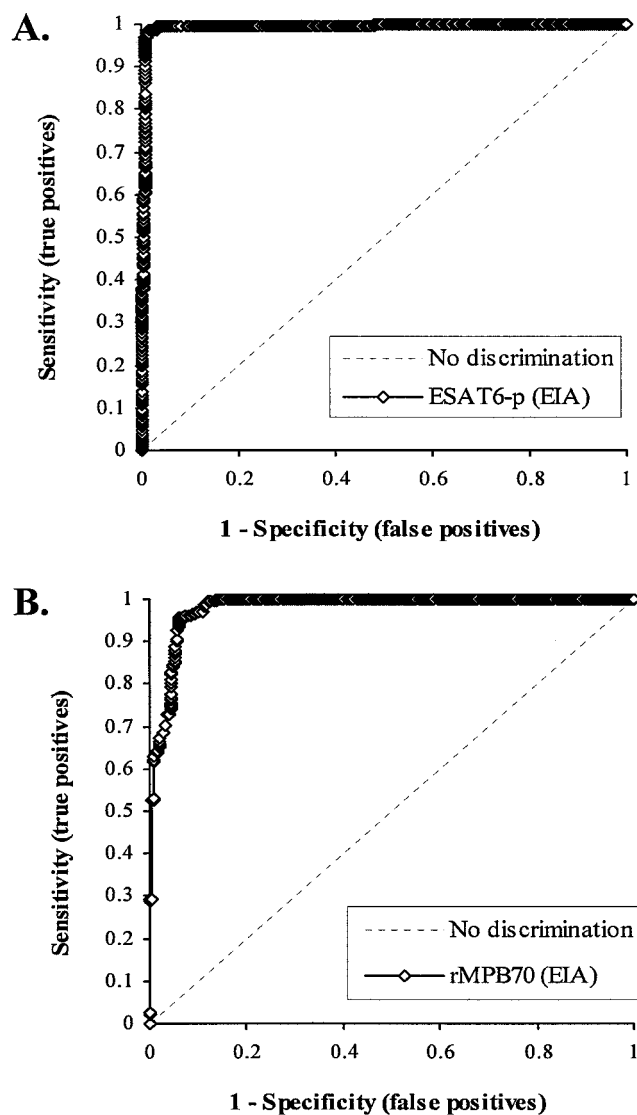 A.
Sensitivity (true positives)
1
0.9
0.8
0.7
0.6
0.5
0.4
0.3
0.2
0.1
0
No discrimination
ESAT6-p (EIA)
0 0.2 0.4 0.6 0.8 1
1 - Specificity (false positives)
B.
Sensitivity (true positives)
1
0.9
0.8
0.7
0.6
0.5
0.4
0.3
0.2
0.1
0
No discrimination
rMPB70 (EIA)
0 0.2 0.4 0.6 0.8 1
1 - Specificity (false positives)